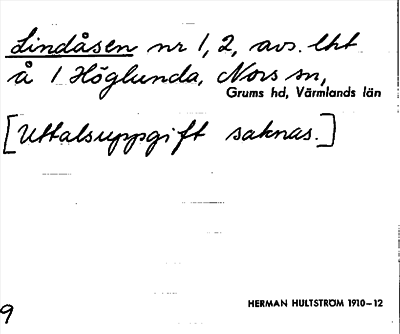 Lindåsen nr 1, 2, avs. lht
å 1 Höglunda, Nors sn,
Grums hd, Värmlands län
[Uttalsuppgift saknas.]
HERMAN HULTSTRÖM 1910-12
9